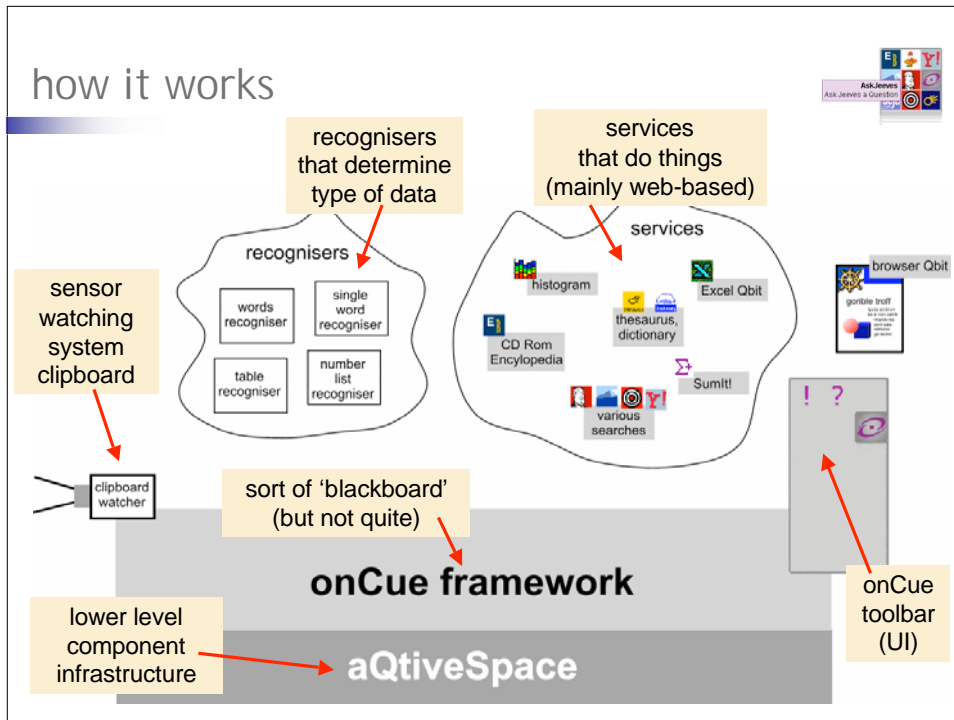 how it works
AskJeeves
Ask Jeeves a Question
recognisers
that determine
type of data
services
that do things
(mainly web-based)
sensor
watching
system
clipboard
recognisers
words
recogniser
single
word
recogniser
table
recogniser
number
list
recogniser
services
histogram
Excel Qbit
thesaurus,
dictionary
CD Rom
Encylopedia
SumIt!
various
searches
browser Qbit
gorible troff
! ?
clipboard
watcher
sort of ‘blackboard’
(but not quite)
onCue framework
lower level
component
infrastructure
aQtiveSpace
onCue
toolbar
(UI)